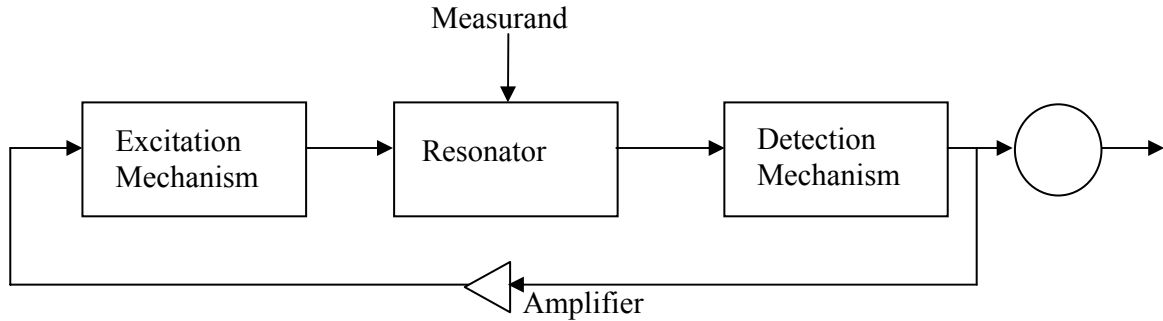 Measurand
Excitation
Mechanism
Resonator
Detection
Mechanism
Amplifier